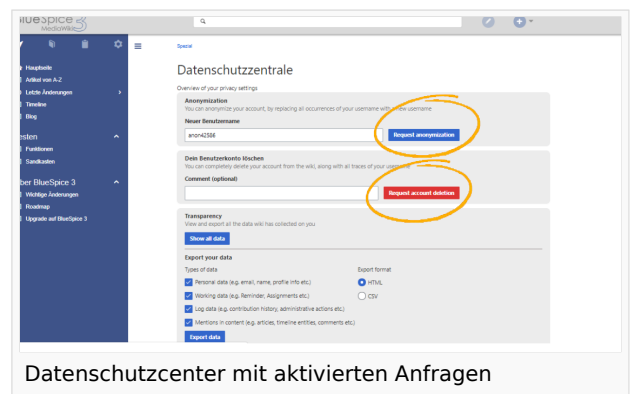 BlueSpice
MediaWiki
Spezial
Hauptseite
Artikel von A-Z
Letzte Änderungen
Timeline
Blog
Funktionen
Sandkasten
BlueSpice 3
Wichtige Änderungen
Roadmap
Upgrade auf BlueSpice 3
Datenschutzzentrale
Overview of your privacy settings
Anonymization
You can anonymize your account, by replacing all occurrences of your username with a new username
Neuer Benutzername
anon42588
Request anonymization
Dein Benutzerkonto löschen
You can completely delete your account from the wiki, along with all traces of your username
Comment (optional)
Request account deletion
Transparency
View and export all the data wiki has collected on you
Show all data
Export your data
Types of data
Export format
Personal data (e.g. email, name, profile info etc.)
HTML
Working data (e.g. Reminder, Assignments etc.)
CSV
Log data (e.g. contribution history, administrative actions etc.)
Mentions in content (e.g. articles, timeline entities, comments etc.)
Export data
Datenschutzcenter mit aktivierten Anfragen